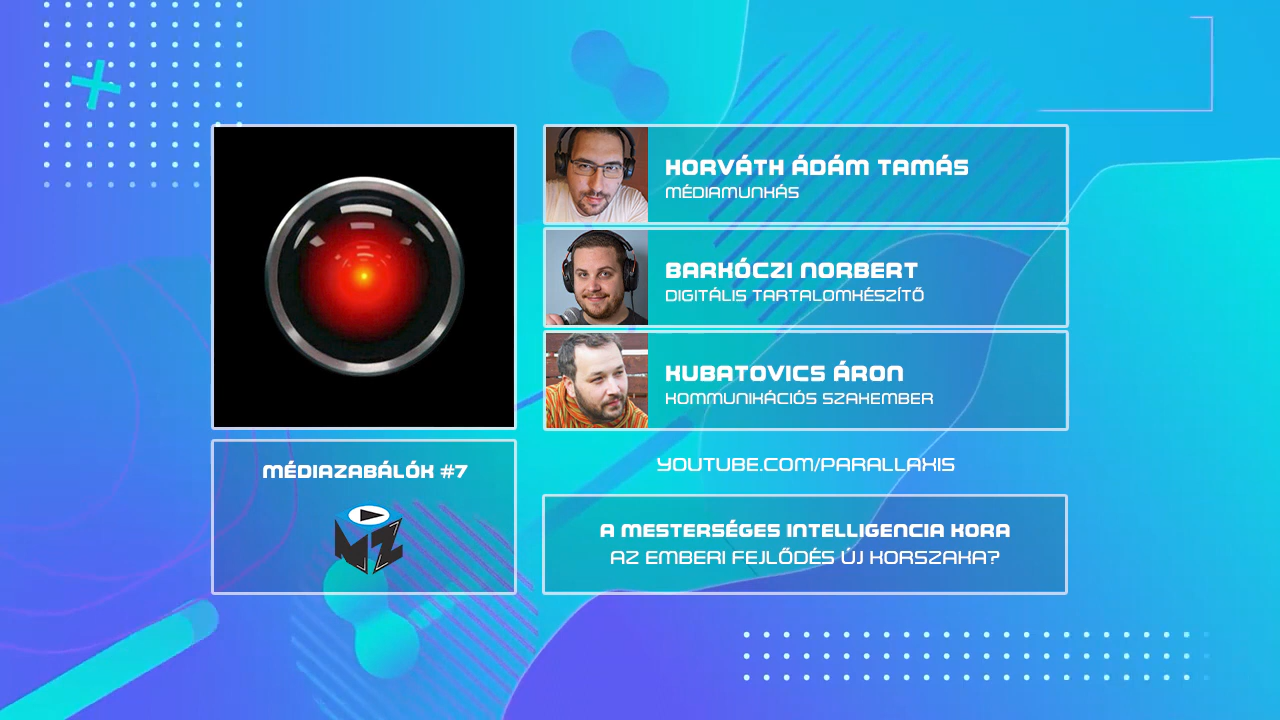 HORVÁTH ÁDÁM TAMÁS
MÉDIAMUNKÁS
BARKÓCZI NORBERT
DIGITÁLIS TARTALOMKÉSZÍTŐ
KUBATOVICS ÁRON
KOMMUNIKÁCIÓS SZAKEMBER
MÉDIAZABÁLÓK #7
MZ
YOUTUBE.COM/PARALLAXIS
A MESTERSÉGES INTELLIGENCIA KORA
AZ EMBERI FEJLŐDÉS ÚJ KORSZAKA?